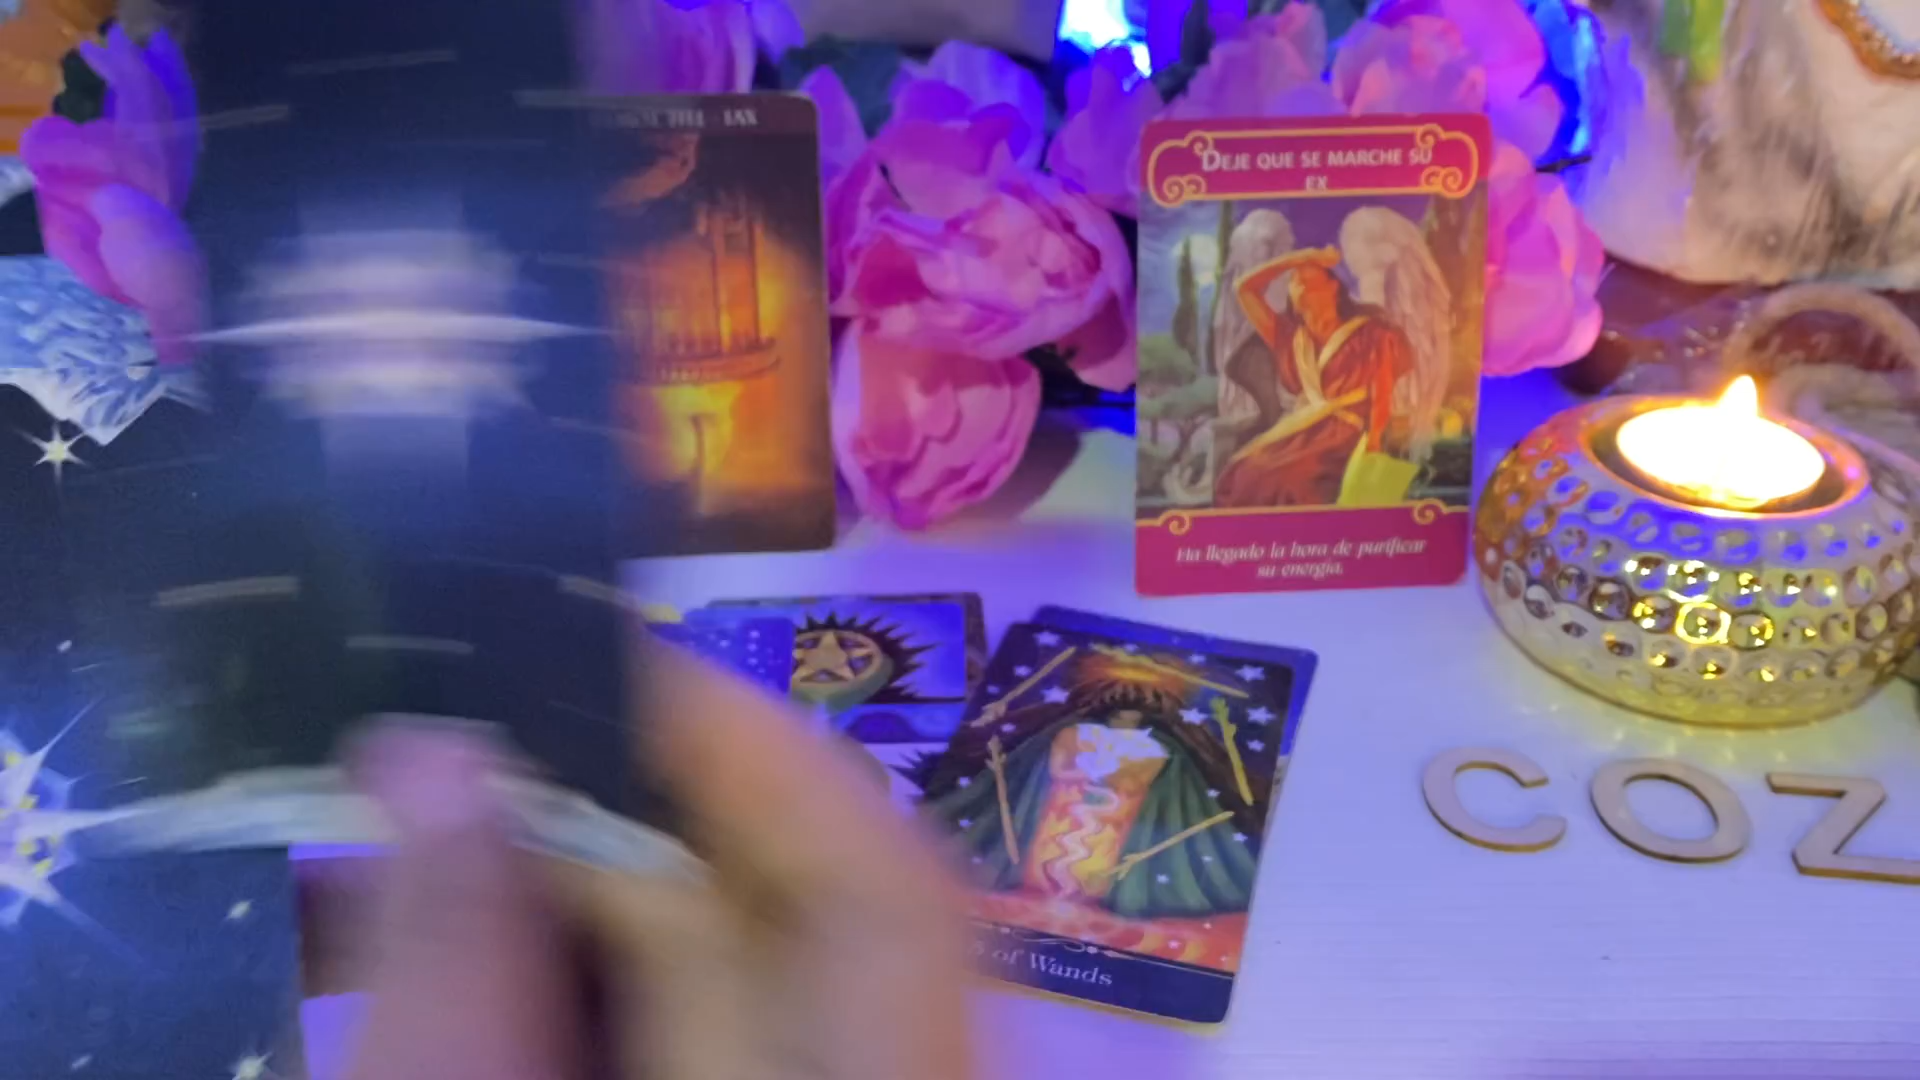 DEJE QUE SE MARCHE SU
EX
Ha llegado la hora de purificar
su energía.
of Wands
COZ